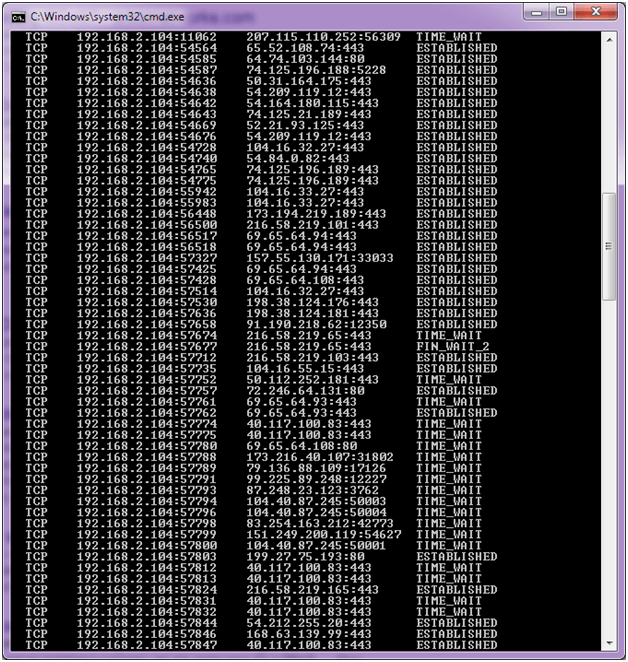 C:\Windows\system32\cmd.exe
TCP 192.168.2.104:11062 207.115.110.252:56309 TIME_WAIT
TCP 192.168.2.104:54564 65.52.108.74:443 ESTABLISHED
TCP 192.168.2.104:54585 64.74.103.144:80 ESTABLISHED
TCP 192.168.2.104:54587 74.125.196.188:5228 ESTABLISHED
TCP 192.168.2.104:54636 50.31.164.175:443 ESTABLISHED
TCP 192.168.2.104:54638 54.209.119.12:443 ESTABLISHED
TCP 192.168.2.104:54642 54.164.180.115:443 ESTABLISHED
TCP 192.168.2.104:54643 74.125.21.189:443 ESTABLISHED
TCP 192.168.2.104:54669 52.21.93.125:443 ESTABLISHED
TCP 192.168.2.104:54676 54.209.119.12:443 ESTABLISHED
TCP 192.168.2.104:54728 104.16.32.27:443 ESTABLISHED
TCP 192.168.2.104:54740 54.84.0.82:443 ESTABLISHED
TCP 192.168.2.104:54765 74.125.196.189:443 ESTABLISHED
TCP 192.168.2.104:54775 74.125.196.189:443 ESTABLISHED
TCP 192.168.2.104:55942 104.16.33.27:443 ESTABLISHED
TCP 192.168.2.104:55983 104.16.33.27:443 ESTABLISHED
TCP 192.168.2.104:56448 173.194.219.189:443 ESTABLISHED
TCP 192.168.2.104:56500 216.58.219.101:443 ESTABLISHED
TCP 192.168.2.104:56517 69.65.64.94:443 ESTABLISHED
TCP 192.168.2.104:56518 69.65.64.94:443 ESTABLISHED
TCP 192.168.2.104:57327 157.55.130.171:33033 ESTABLISHED
TCP 192.168.2.104:57425 69.65.64.94:443 ESTABLISHED
TCP 192.168.2.104:57428 69.65.64.108:443 ESTABLISHED
TCP 192.168.2.104:57514 104.16.32.27:443 ESTABLISHED
TCP 192.168.2.104:57530 198.38.124.176:443 ESTABLISHED
TCP 192.168.2.104:57636 198.38.124.181:443 ESTABLISHED
TCP 192.168.2.104:57658 91.190.218.62:12350 ESTABLISHED
TCP 192.168.2.104:57674 216.58.219.65:443 TIME_WAIT
TCP 192.168.2.104:57677 216.58.219.65:443 FIN_WAIT_2
TCP 192.168.2.104:57712 216.58.219.103:443 ESTABLISHED
TCP 192.168.2.104:57735 104.16.55.15:443 ESTABLISHED
TCP 192.168.2.104:57752 50.112.252.181:443 TIME_WAIT
TCP 192.168.2.104:57757 72.246.64.131:80 ESTABLISHED
TCP 192.168.2.104:57761 69.65.64.93:443 TIME_WAIT
TCP 192.168.2.104:57762 69.65.64.93:443 ESTABLISHED
TCP 192.168.2.104:57774 40.117.100.83:443 TIME_WAIT
TCP 192.168.2.104:57775 40.117.100.83:443 TIME_WAIT
TCP 192.168.2.104:57780 69.65.64.108:80 TIME_WAIT
TCP 192.168.2.104:57788 173.216.40.107:31802 TIME_WAIT
TCP 192.168.2.104:57789 79.136.88.109:17126 TIME_WAIT
TCP 192.168.2.104:57791 99.225.89.248:12227 TIME_WAIT
TCP 192.168.2.104:57793 87.248.23.123:3762 TIME_WAIT
TCP 192.168.2.104:57794 104.40.87.245:50003 TIME_WAIT
TCP 192.168.2.104:57796 104.40.87.245:50004 TIME_WAIT
TCP 192.168.2.104:57798 83.254.163.212:42773 TIME_WAIT
TCP 192.168.2.104:57799 151.249.200.119:54627 TIME_WAIT
TCP 192.168.2.104:57800 104.40.87.245:50001 TIME_WAIT
TCP 192.168.2.104:57803 199.27.75.193:80 ESTABLISHED
TCP 192.168.2.104:57812 40.117.100.83:443 TIME_WAIT
TCP 192.168.2.104:57813 40.117.100.83:443 TIME_WAIT
TCP 192.168.2.104:57824 216.58.219.165:443 ESTABLISHED
TCP 192.168.2.104:57831 40.117.100.83:443 TIME_WAIT
TCP 192.168.2.104:57832 40.117.100.83:443 TIME_WAIT
TCP 192.168.2.104:57844 54.212.255.20:443 ESTABLISHED
TCP 192.168.2.104:57846 168.63.139.99:443 ESTABLISHED
TCP 192.168.2.104:57847 40.117.100.83:443 ESTABLISHED